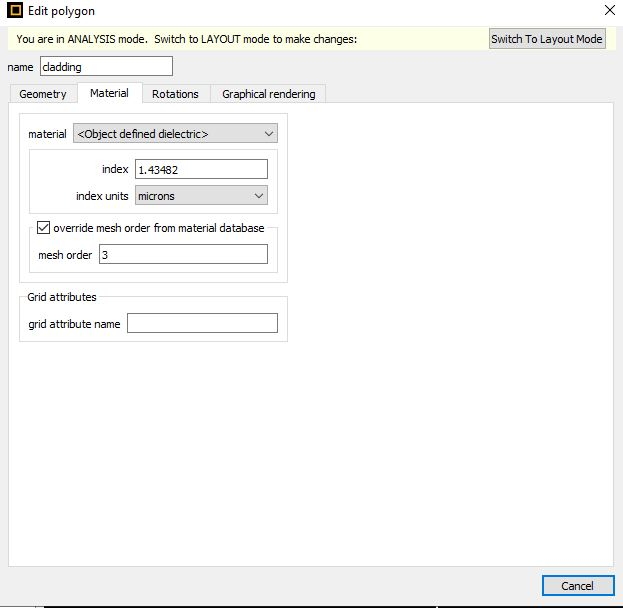 Edit polygon
You are in ANALYSIS mode. Switch to LAYOUT mode to make changes: Switch To Layout Mode
name cladding
Geometry Material Rotations Graphical rendering
material <Object defined dielectric>
index 1.43482
index units microns
override mesh order from material database
mesh order 3
Grid attributes
grid attribute name
Cancel